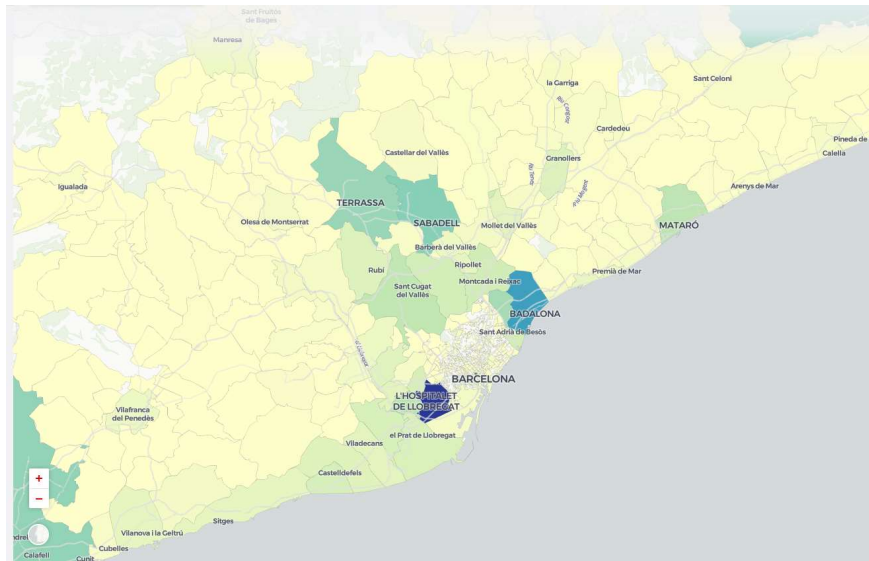 Sant Fruitós
de Bages
Manresa
la Garriga
Sant Celoni
Cardedeu
Castellar del Vallès
Granollers
Pineda de
Calella
Igualada
Arenys de Mar
TERRASSA
SABADELL
Olesa de Montserrat
Mollet del Vallès
MATARÓ
Barberà del Vallès
Ripollet
Rubí
Premià de Mar
Montcada i Reixac
Sant Cugat
del Vallès
BADALONA
Sant Adrià de Besòs
BARCELONA
L'HOSPITALET
DE LLOBREGAT
Vilafranca
del Penedès
el Prat de Llobregat
Viladecans
Castelldefels
+
−
Sitges
Vilanova i la Geltrú
Cubelles
Calafell
Cunit